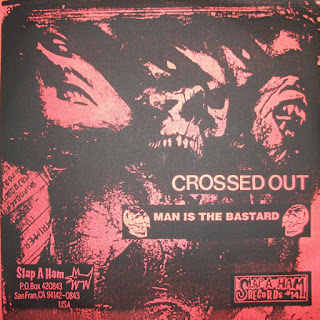 CROSSED OUT
MAN IS THE BASTARD
Slap A Ham
P.O. Box 420843
San Fran, CA 94142-0843
USA
SLAP A HAM
RECORDS #14